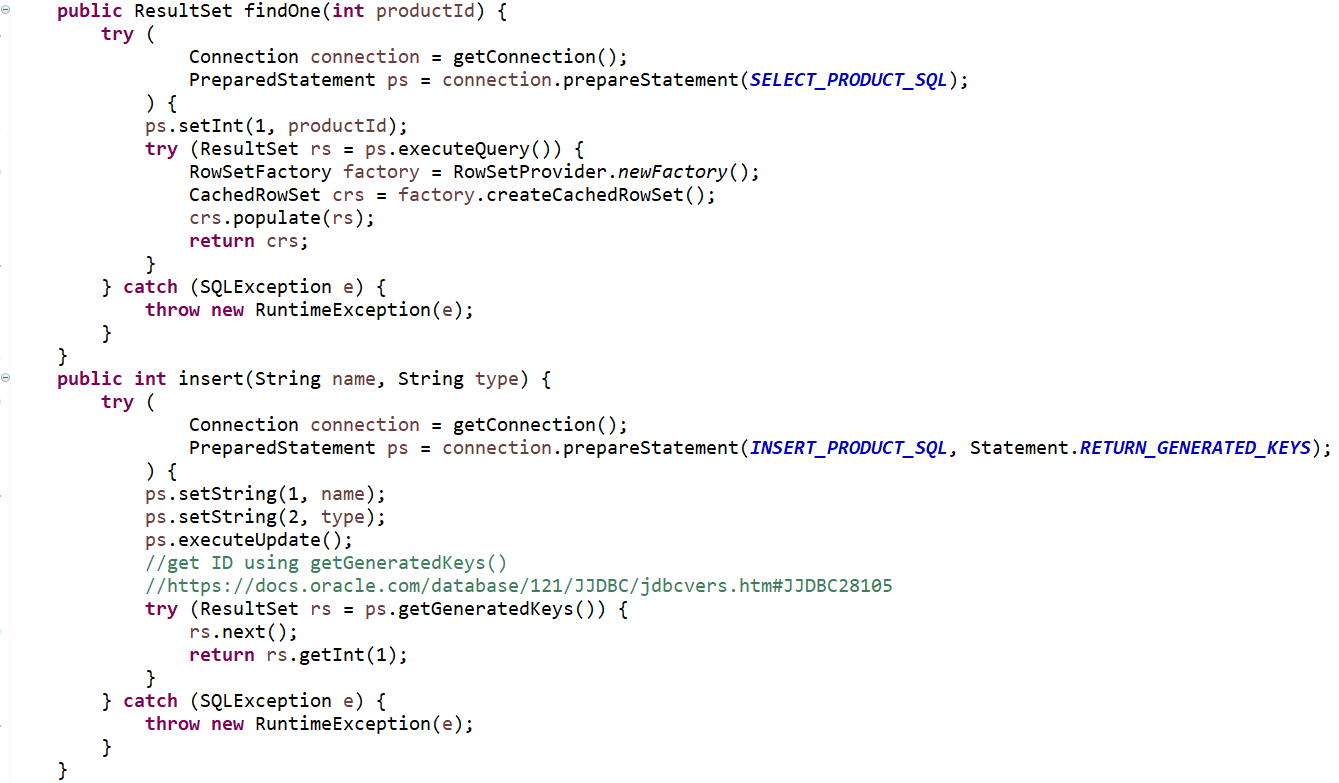 public ResultSet findOne(int productId) {
try (
Connection connection = getConnection();
PreparedStatement ps = connection.prepareStatement(SELECT_PRODUCT_SQL);
) {
ps.setInt(1, productId);
try (ResultSet rs = ps.executeQuery()) {
RowSetFactory factory = RowSetProvider.newFactory();
CachedRowSet crs = factory.createCachedRowSet();
crs.populate(rs);
return crs;
}
} catch (SQLException e) {
throw new RuntimeException(e);
}
}
public int insert(String name, String type) {
try (
Connection connection = getConnection();
PreparedStatement ps = connection.prepareStatement(INSERT_PRODUCT_SQL, Statement.RETURN_GENERATED_KEYS);
) {
ps.setString(1, name);
ps.setString(2, type);
ps.executeUpdate();
//get ID using getGeneratedKeys()
//https://docs.oracle.com/database/121/JJDBC/jdbcvers.htm#JJDBC28105
try (ResultSet rs = ps.getGeneratedKeys()) {
rs.next();
return rs.getInt(1);
}
} catch (SQLException e) {
throw new RuntimeException(e);
}
}